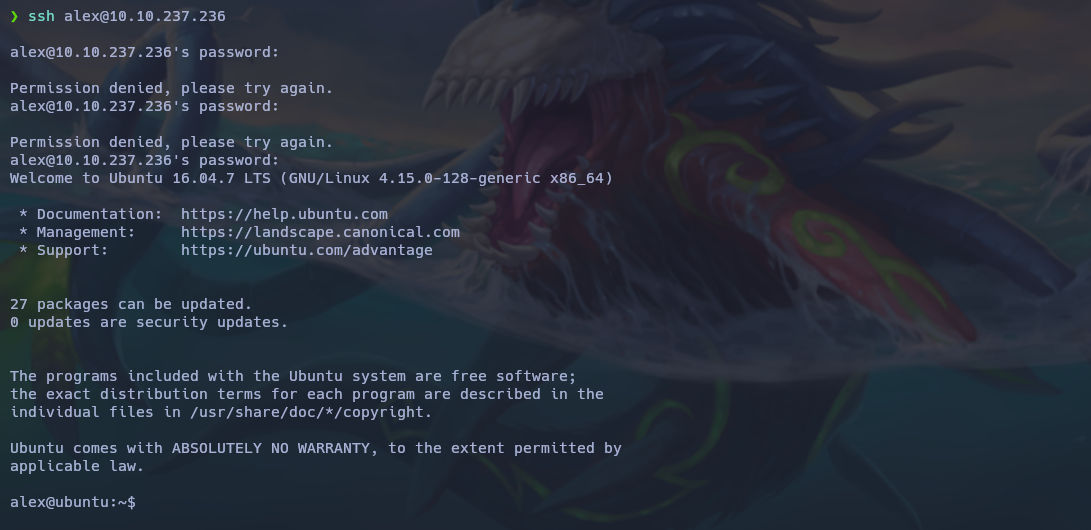 ❯ ssh alex@10.10.237.236
alex@10.10.237.236's password:
Permission denied, please try again.
alex@10.10.237.236's password:
Permission denied, please try again.
alex@10.10.237.236's password:
Welcome to Ubuntu 16.04.7 LTS (GNU/Linux 4.15.0-128-generic x86_64)
* Documentation:  https://help.ubuntu.com
* Management:     https://landscape.canonical.com
* Support:        https://ubuntu.com/advantage
27 packages can be updated.
0 updates are security updates.
The programs included with the Ubuntu system are free software;
the exact distribution terms for each program are described in the
individual files in /usr/share/doc/*/copyright.
Ubuntu comes with ABSOLUTELY NO WARRANTY, to the extent permitted by
applicable law.
alex@ubuntu:~$